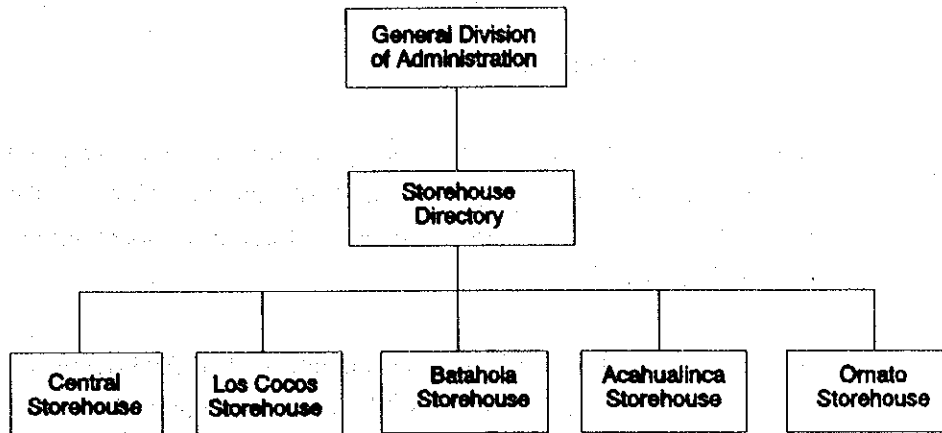 General Division
of Administration
Storehouse
Directory
Central
Storehouse
Los Cocos
Storehouse
Batahola
Storehouse
Acahualinca
Storehouse
Ornato
Storehouse